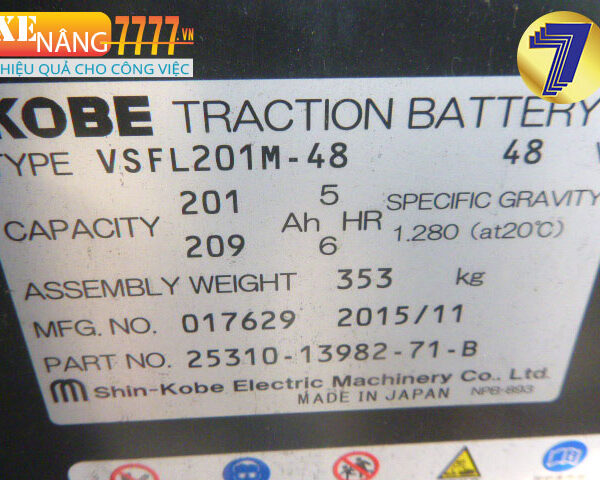 XE
NÂNG7777.VN
HIỆU QUẢ CHO CÔNG VIỆC
7
KOBE TRACTION BATTERY
TYPE VSFL201M-48 48 V
CAPACITY 201 Ah 5 HR SPECIFIC GRAVITY
209 6 1.280 (at20℃)
ASSEMBLY WEIGHT 353 kg
MFG. NO. 017629 2015/11
PART NO. 25310-13982-71-B
Shin-Kobe Electric Machinery Co., Ltd.
MADE IN JAPAN NPB-893